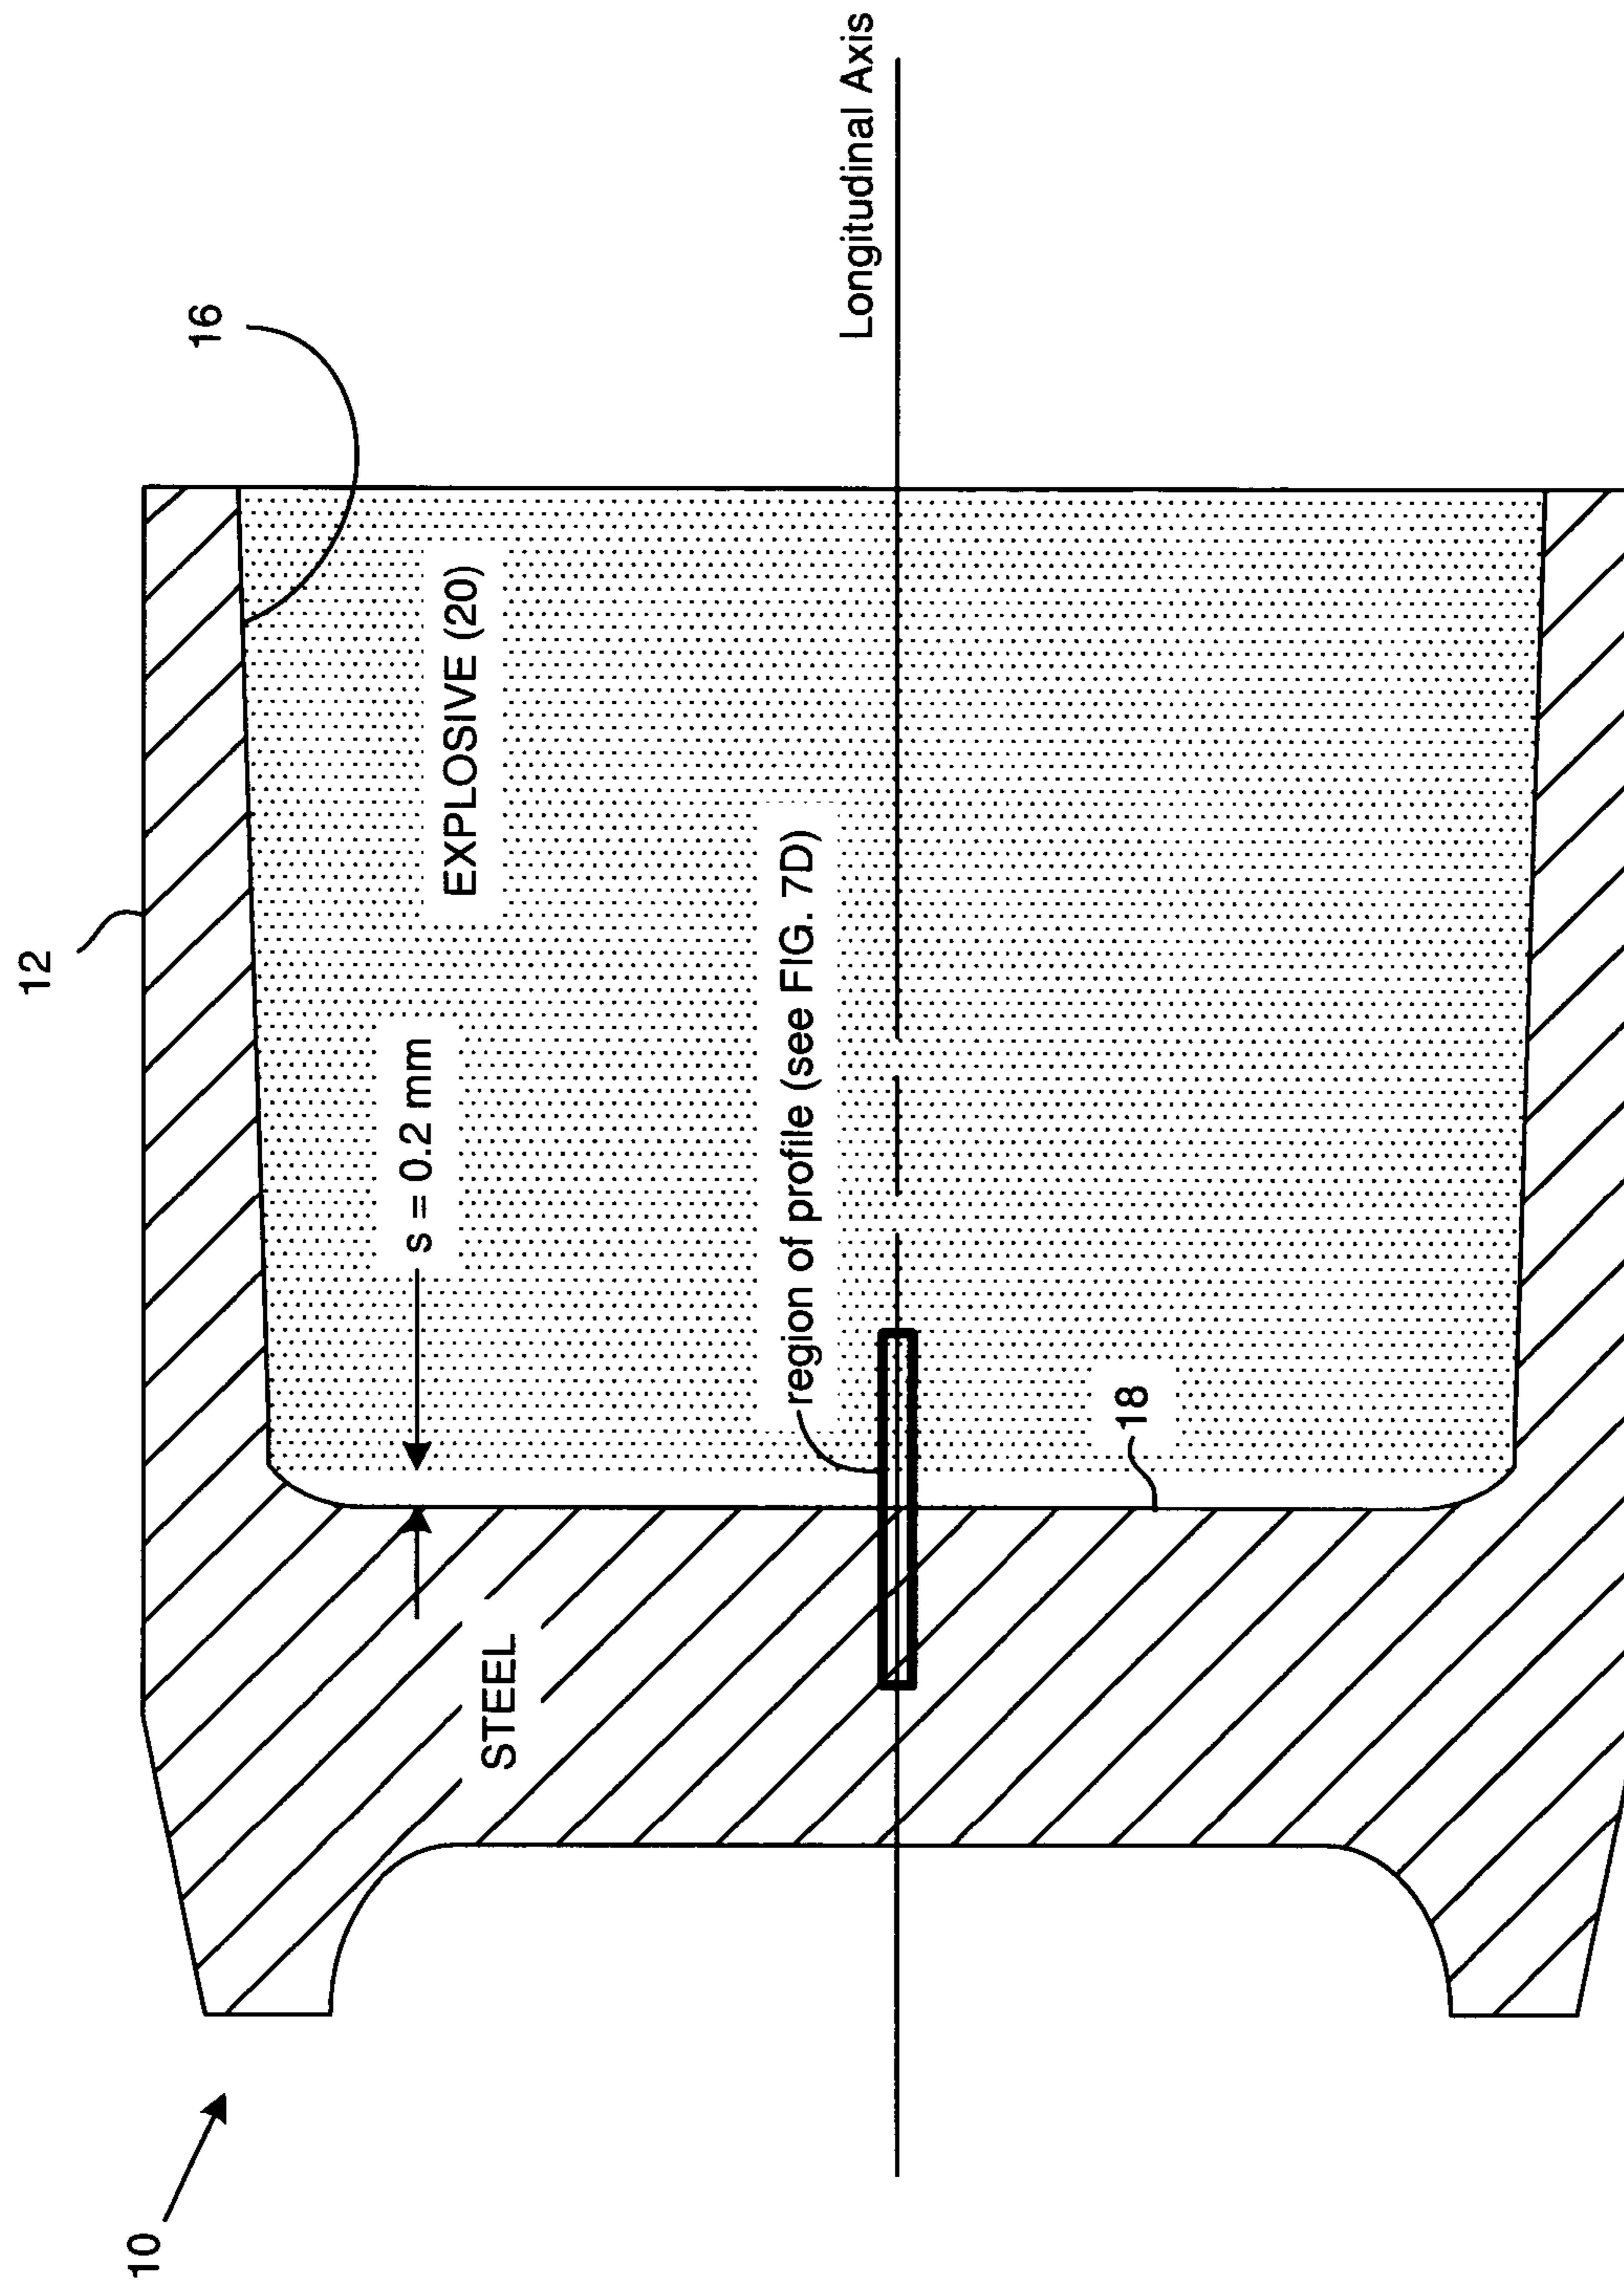 12
16
EXPLOSIVE (20)
s = 0.2 mm
STEEL
region of profile (see FIG. 7D)
Longitudinal Axis
18
10